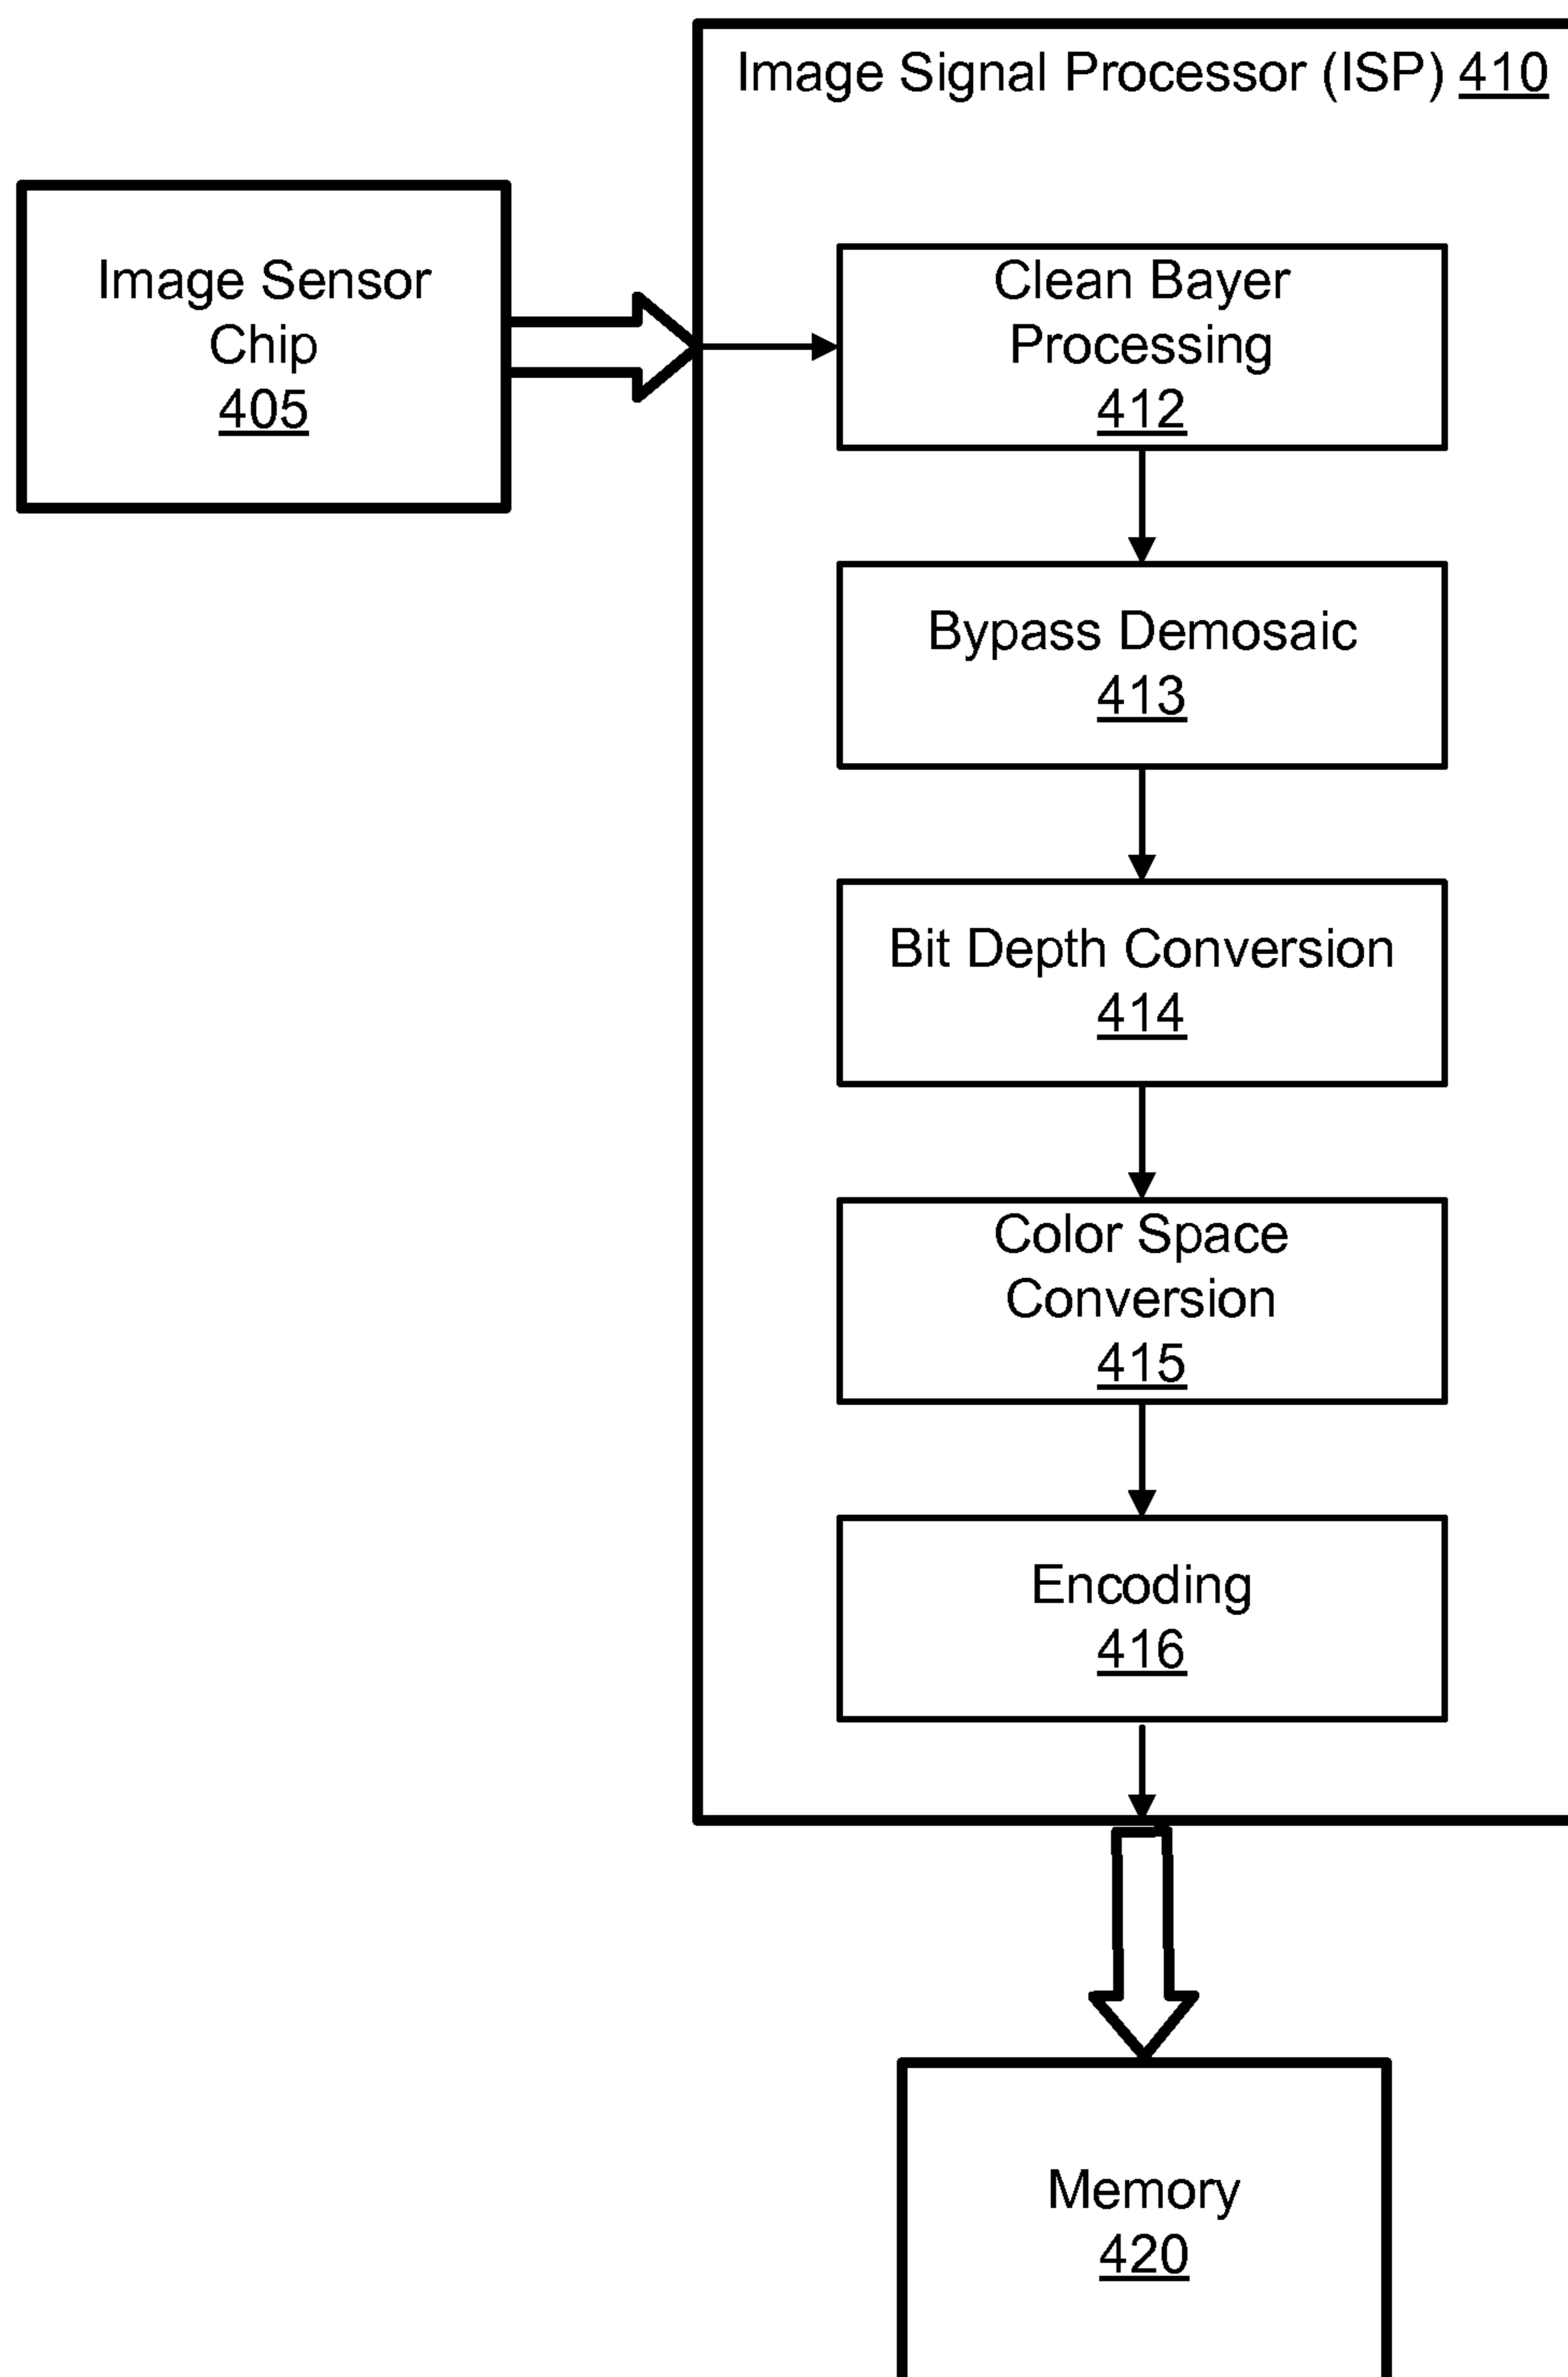 Image Signal Processor (ISP) 410
Image Sensor
Chip
405
Clean Bayer
Processing
412
Bypass Demosaic
413
Bit Depth Conversion
414
Color Space
Conversion
415
Encoding
416
Memory
420